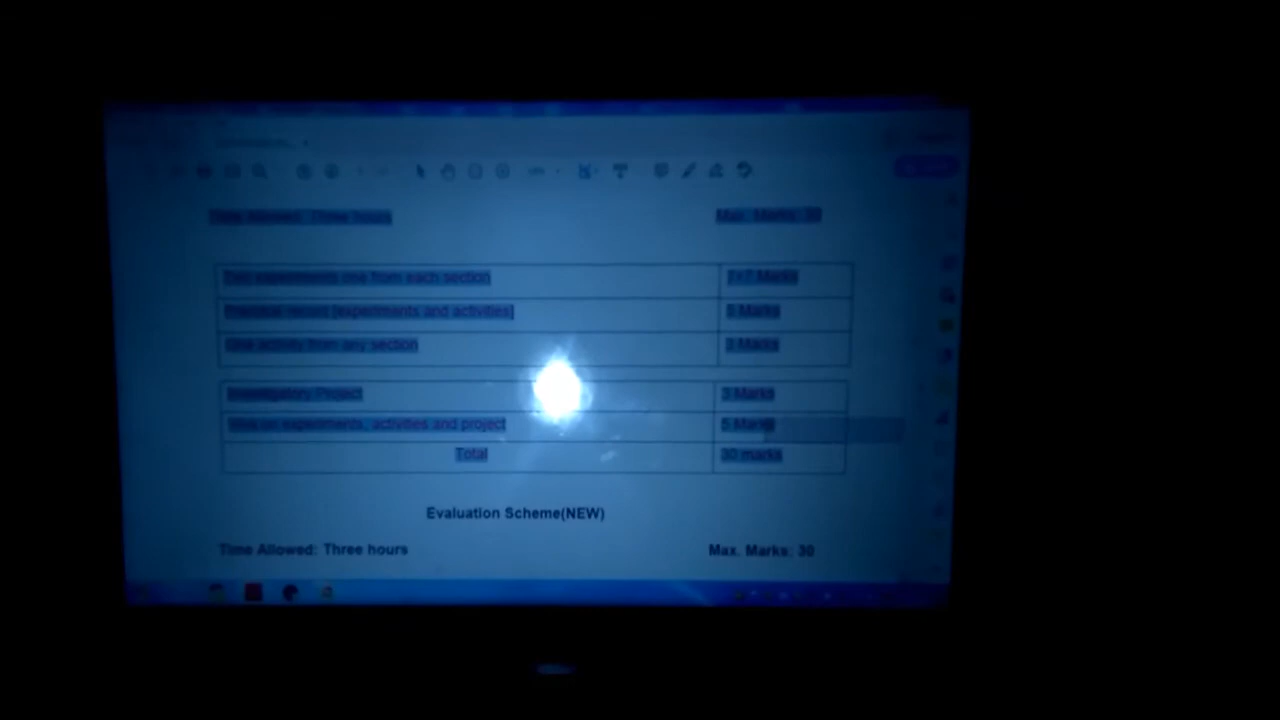 Time Allowed: Three hours Max. Marks: 30
Two experiments one from each section 7+7 Marks
Practical record [experiments and activities] 5 Marks
One activity from any section 3 Marks
Investigatory Project 3 Marks
Viva on experiments, activities and project 5 Marks
Total 30 marks
Evaluation Scheme(NEW)
Time Allowed: Three hours Max. Marks: 30